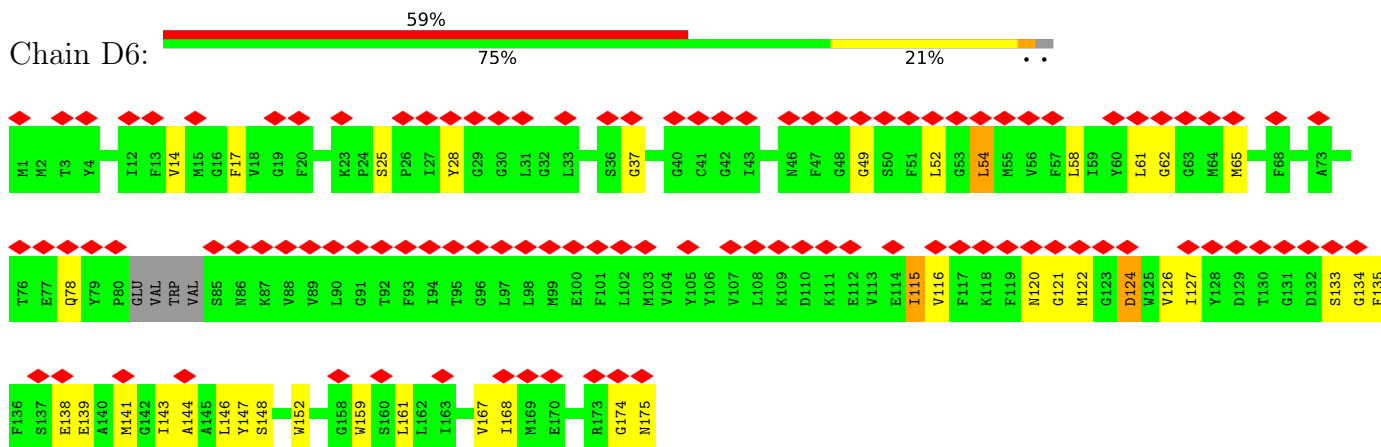 59%
Chain D6:
75% 21% . .
M1 M2 T3 Y4 I12 F13 V14 M15 G16 F17 V18 G19 F20 K23 P24 S25 P26 I27 Y28 G29 G30 L31 G32 L33 S36 G37 G40 C41 G42 I43 N46 F47 G48 G49 S50 F51 L52 G53 L54 M55 V56 F57 L58 I59 Y60 L61 G62 G63 M64 M65 F68 A73
T76 E77 Q78 Y79 P80 GLU VAL TRP VAL S85 N86 K87 V88 V89 L90 G91 T92 F93 I94 T95 G96 L97 L98 M99 E100 F101 L102 M103 V104 Y105 Y106 V107 L108 K109 D110 K111 E112 V113 E114 I115 V116 F117 K118 F119 N120 G121 M122 G123 D124 W125 V126 I127 Y128 D129 T130 G131 D132 S133 G134 F135
F136 S137 E138 E139 A140 M141 G142 I143 A144 A145 L146 Y147 S148 W152 G158 W159 S160 L161 L162 I163 V167 I168 M169 E170 R173 G174 N175